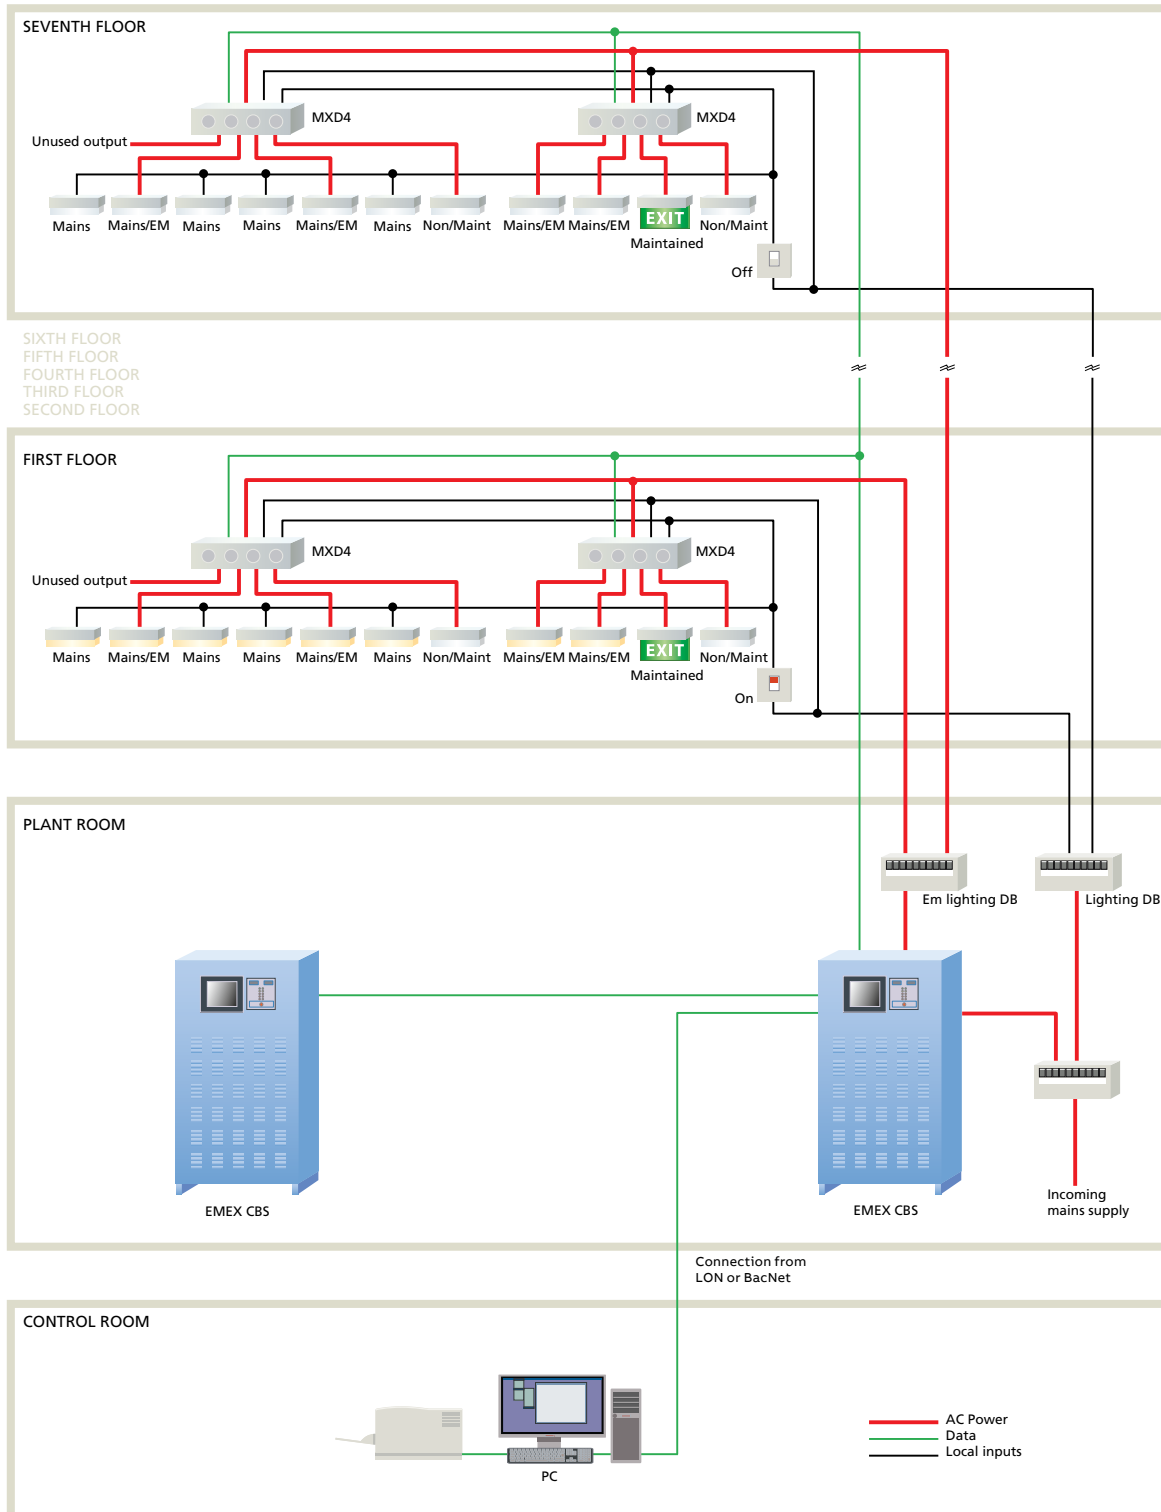 SEVENTH FLOOR
MXD4
MXD4
Unused output
Mains
Mains/EM
Mains
Mains
Mains/EM
Mains
Non/Maint
Mains/EM
Mains/EM
EXIT
Maintained
Non/Maint
Off
SIXTH FLOOR
FIFTH FLOOR
FOURTH FLOOR
THIRD FLOOR
SECOND FLOOR
FIRST FLOOR
MXD4
MXD4
Unused output
Mains
Mains/EM
Mains
Mains
Mains/EM
Mains
Non/Maint
Mains/EM
Mains/EM
EXIT
Maintained
Non/Maint
On
PLANT ROOM
Em lighting DB
Lighting DB
EMEX CBS
EMEX CBS
Incoming
mains supply
Connection from
LON or BacNet
CONTROL ROOM
PC
AC Power
Data
Local inputs